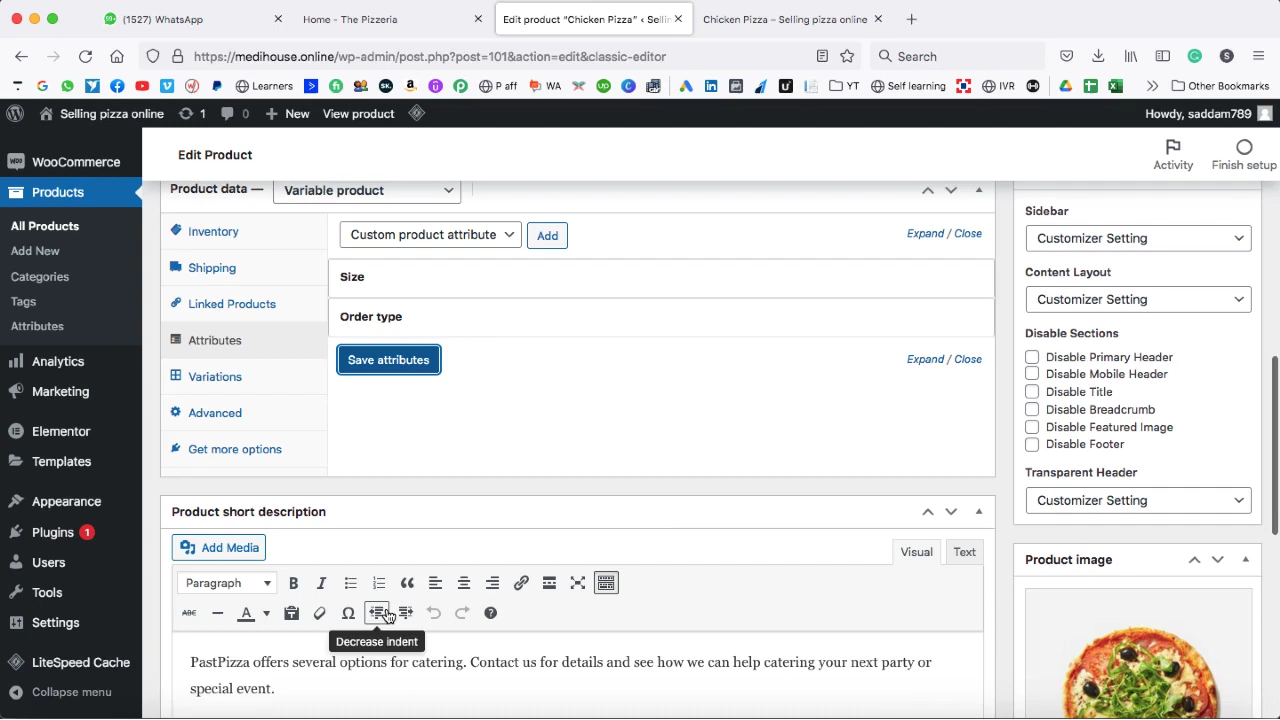 (1527) WhatsApp
Home - The Pizzeria
Edit product "Chicken Pizza" ‹ Sellin
Chicken Pizza – Selling pizza online
https://medihouse.online/wp-admin/post.php?post=101&action=edit&classic-editor
Search
Learners
P aff
WA
YT
Self learning
IVR
Other Bookmarks
Selling pizza online
1
0
New
View product
Howdy, saddam789
WooCommerce
Products
All Products
Add New
Categories
Tags
Attributes
Analytics
Marketing
Elementor
Templates
Appearance
Plugins 1
Users
Tools
Settings
LiteSpeed Cache
Collapse menu
Edit Product
Activity
Finish setup
Product data —
Variable product
Inventory
Shipping
Linked Products
Attributes
Variations
Advanced
Get more options
Custom product attribute
Add
Expand / Close
Size
Order type
Save attributes
Expand / Close
Product short description
Add Media
Visual
Text
Paragraph
B
I
ABC
A
Ω
Decrease indent
PastPizza offers several options for catering. Contact us for details and see how we can help catering your next party or
special event.
Sidebar
Customizer Setting
Content Layout
Customizer Setting
Disable Sections
Disable Primary Header
Disable Mobile Header
Disable Title
Disable Breadcrumb
Disable Featured Image
Disable Footer
Transparent Header
Customizer Setting
Product image